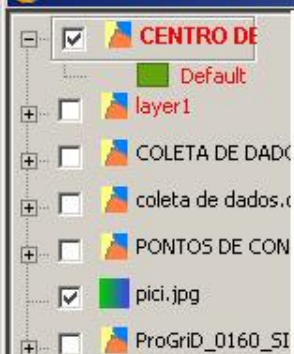 CENTRO DE
Default
layer1
COLETA DE DADO
coleta de dados.
PONTOS DE CON
pici.jpg
ProGriD_0160_SI